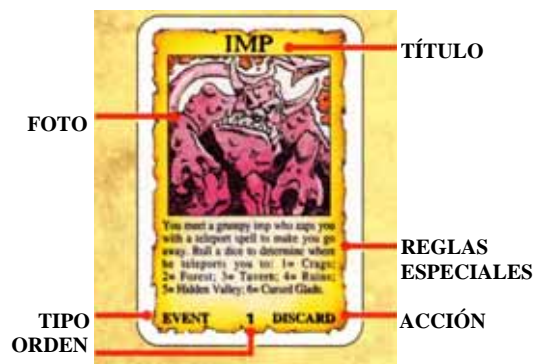 IMP
TÍTULO
FOTO
You meet a grumpy imp who zaps you
with a teleport spell to make you go
away. Roll a dice to determine where
he teleports you to: 1= Crags;
2= Forest; 3= Tavern; 4= Ruins;
5= Hidden Valley; 6= Cursed Glade.
REGLAS
ESPECIALES
TIPO
EVENT 1 DISCARD
ACCIÓN
ORDEN